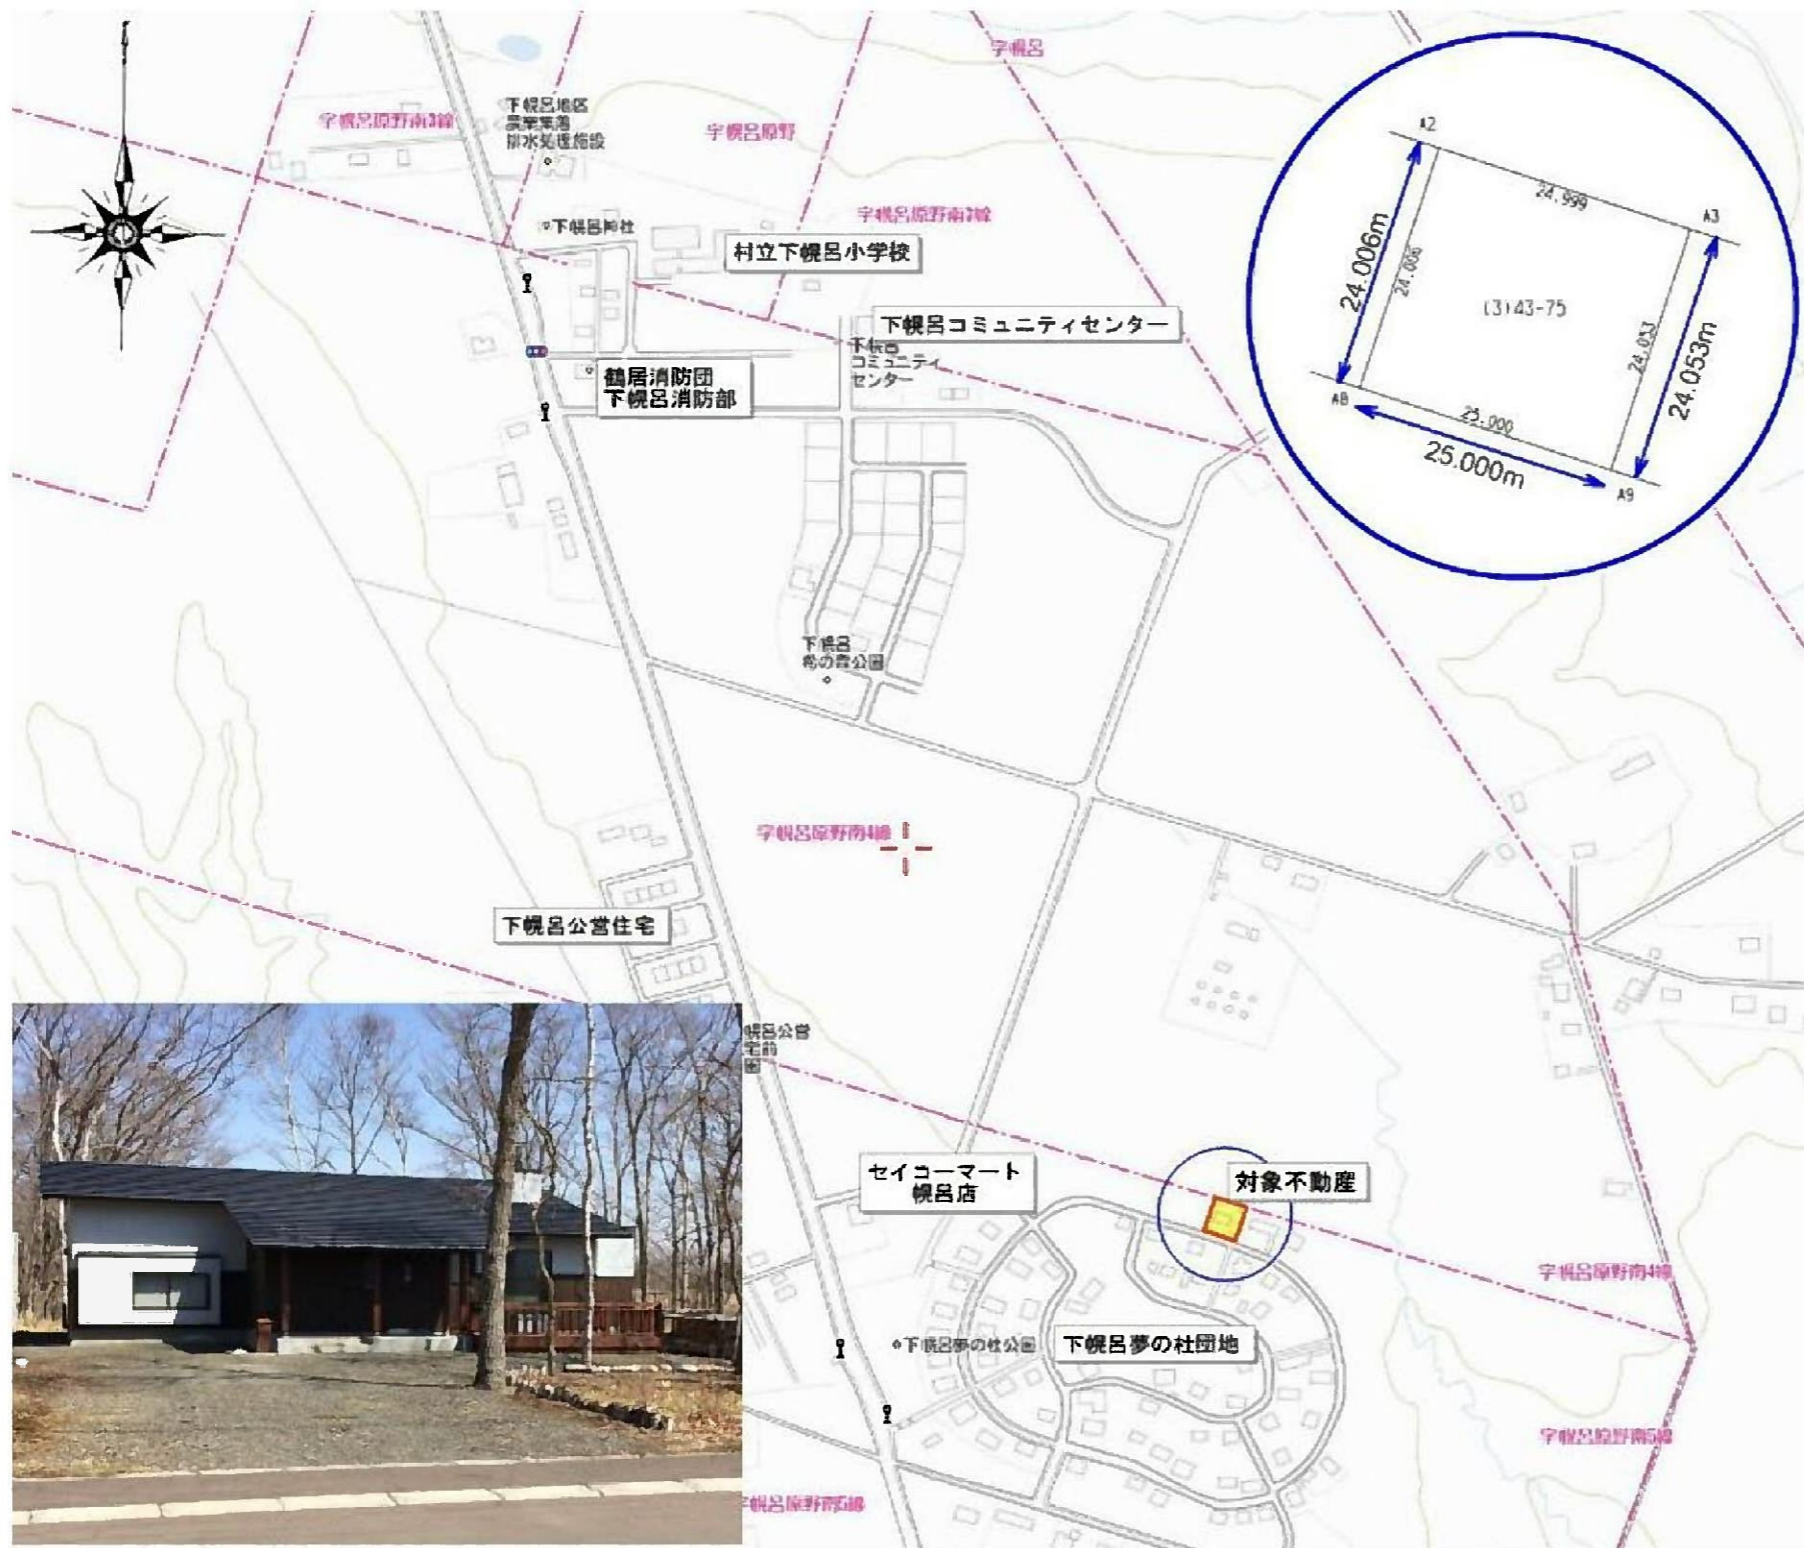 字幌呂
下幌呂地区
農業集落
排水処理施設
字幌呂原野南3線
字幌呂原野
字幌呂原野南3線
下幌呂神社
村立下幌呂小学校
下幌呂コミュニティセンター
下幌呂
コミュニティ
センター
鶴居消防団
下幌呂消防部
A2
24.999
A3
24.006m
24.006
(3)43-75
24.053
24.053m
A8
25.000
25.000m
A9
下幌呂
字幌呂原野南4線
下幌呂公営住宅
幌呂公営
宅前
セイコーマート
幌呂店
対象不動産
字幌呂原野南4線
下幌呂夢の杜公園
下幌呂夢の杜団地
字幌呂原野南5線
字幌呂原野南5線